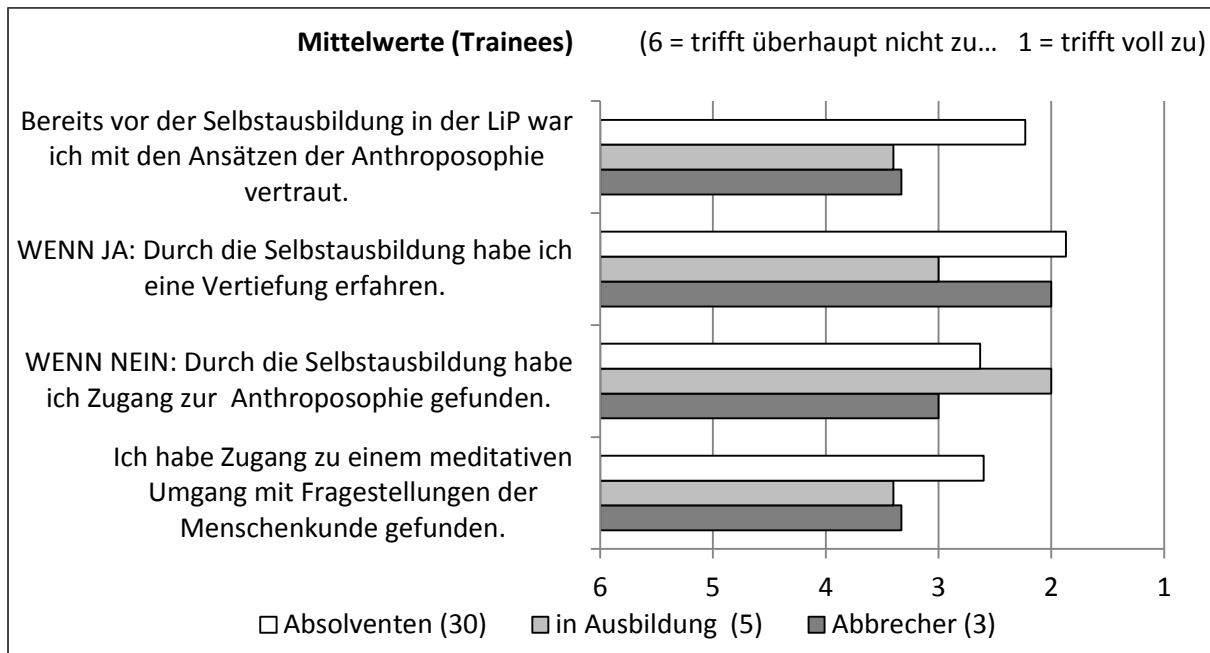 Mittelwerte (Trainees) (6 = trifft überhaupt nicht zu... 1 = trifft voll zu)
Bereits vor der Selbstausbildung in der LiP war
ich mit den Ansätzen der Anthroposophie
vertraut.
WENN JA: Durch die Selbstausbildung habe ich
eine Vertiefung erfahren.
WENN NEIN: Durch die Selbstausbildung habe
ich Zugang zur Anthroposophie gefunden.
Ich habe Zugang zu einem meditativen
Umgang mit Fragestellungen der
Menschenkunde gefunden.
6 5 4 3 2 1
Absolventen (30) in Ausbildung (5) Abbrecher (3)